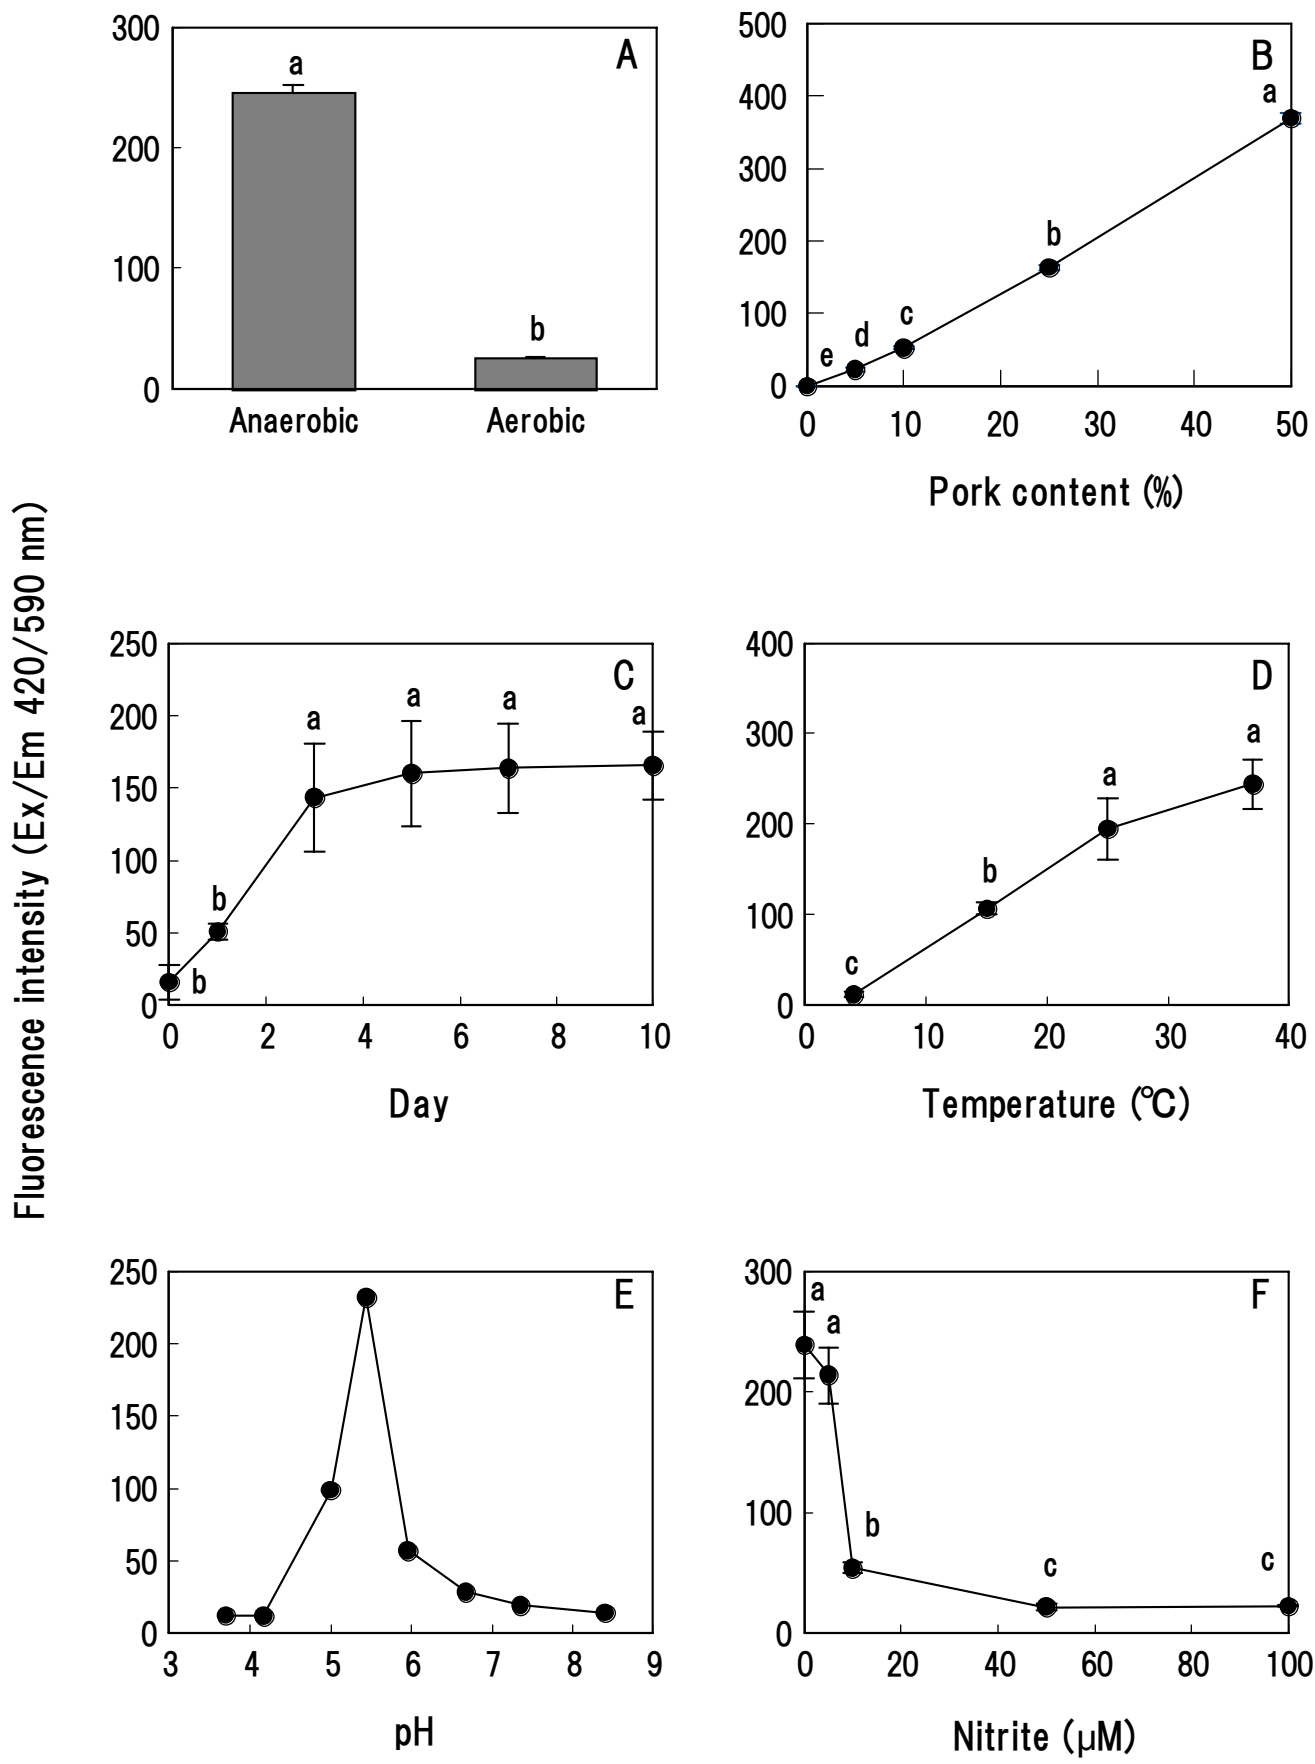 Fluorescence intensity (Ex/Em 420/590 nm)
A
300
200
100
0
a
b
Anaerobic
Aerobic
B
500
400
300
200
100
0
e
d
c
b
a
0 10 20 30 40 50
Pork content (%)
C
250
200
150
100
50
0
b
b
a
a
a
a
0 2 4 6 8 10
Day
D
400
300
200
100
0
c
b
a
a
0 10 20 30 40
Temperature (℃)
E
250
200
150
100
50
0
3 4 5 6 7 8 9
pH
F
300
200
100
0
a
a
b
c
c
0 20 40 60 80 100
Nitrite (μM)